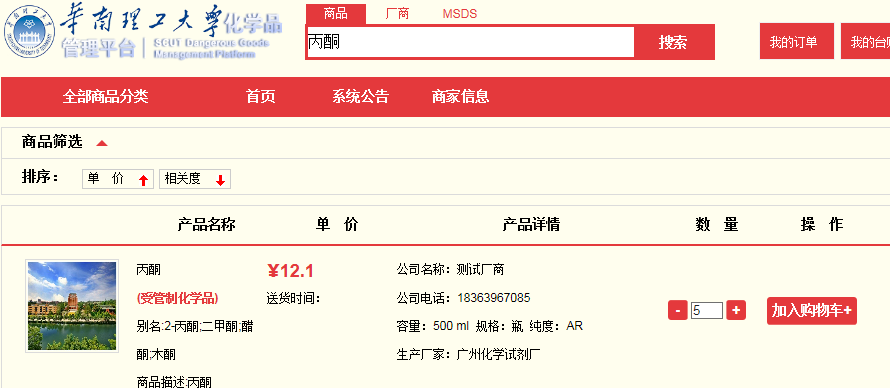 华南理工大学化学品
管理平台 SCUT Dangerous Goods
Management Platform
商品 厂商 MSDS
丙酮 搜索
我的订单 我的台
全部商品分类 首页 系统公告 商家信息
商品筛选
排序： 单 价 相关度
产品名称 单 价 产品详情 数 量 操 作
丙酮 ¥12.1 公司名称：测试厂商
(受管制化学品) 送货时间： 公司电话：18363967085
- 5 + 加入购物车+
别名:2-丙酮;二甲酮;醋 容量：500 ml 规格：瓶 纯度：AR
酮;木酮 生产厂家：广州化学试剂厂
商品描述:丙酮